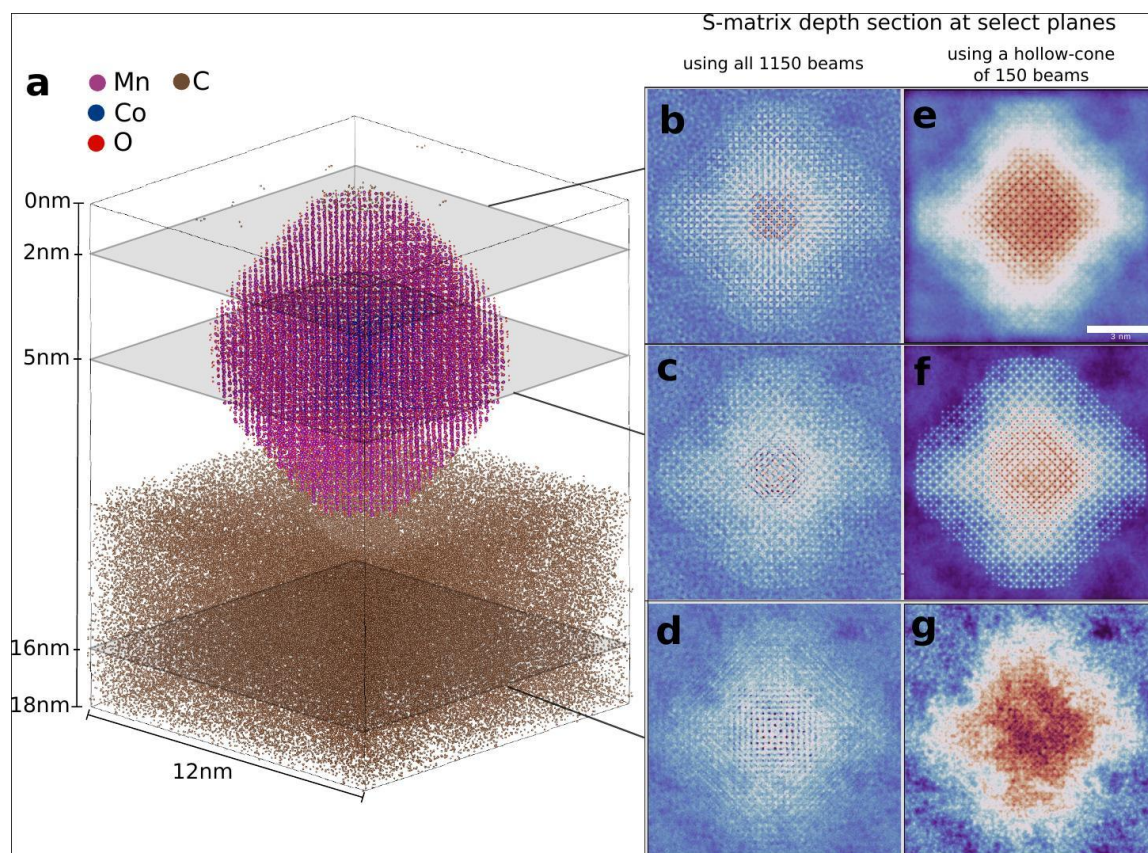 S-matrix depth section at select planes
using all 1150 beams
using a hollow-cone
of 150 beams
a
Mn
C
Co
O
0nm
2nm
5nm
16nm
18nm
12nm
b
e
3 nm
c
f
d
g